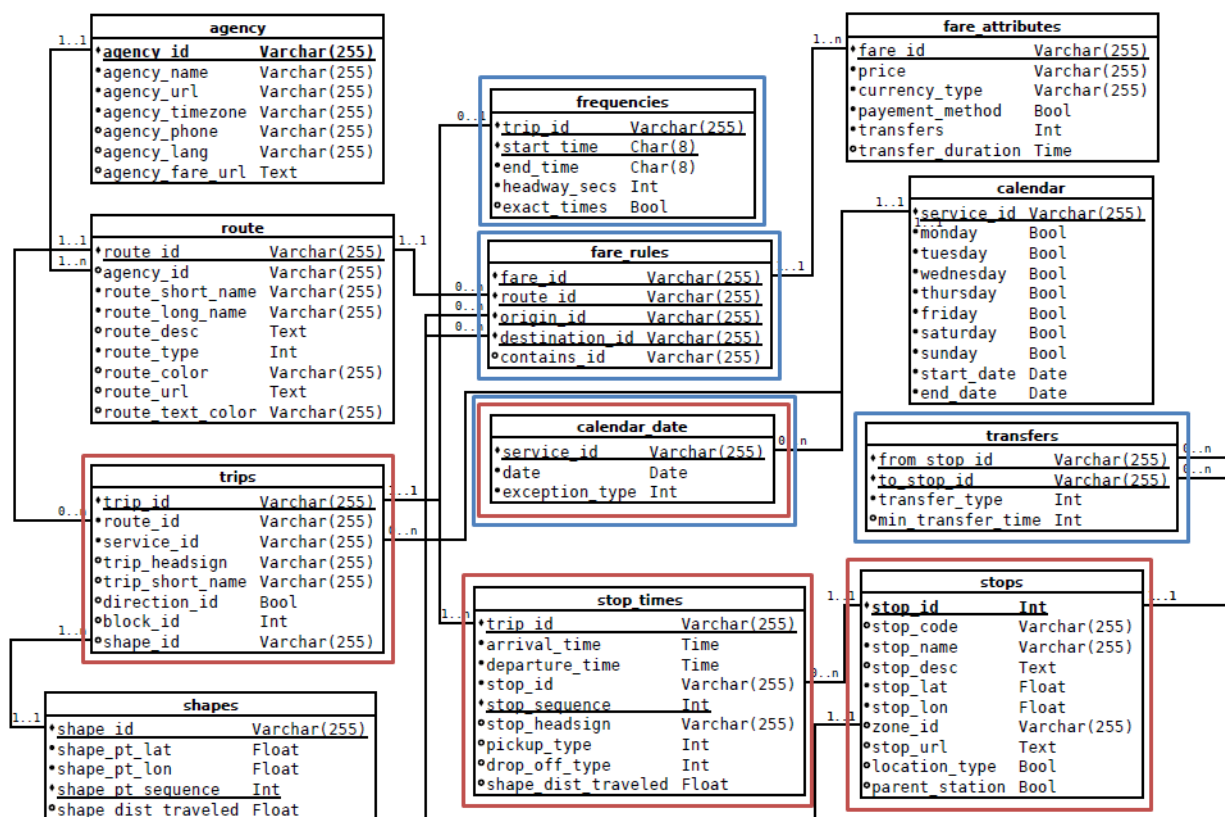 agency
agency_id Varchar(255)
agency_name Varchar(255)
agency_url Varchar(255)
agency_timezone Varchar(255)
agency_phone Varchar(255)
agency_lang Varchar(255)
agency_fare_url Text
1..1
route
route_id Varchar(255)
agency_id Varchar(255)
route_short_name Varchar(255)
route_long_name Varchar(255)
route_desc Text
route_type Int
route_color Varchar(255)
route_url Text
route_text_color Varchar(255)
1..1
1..n
1..1
trips
trip_id Varchar(255)
route_id Varchar(255)
service_id Varchar(255)
trip_headsign Varchar(255)
trip_short_name Varchar(255)
direction_id Bool
block_id Int
shape_id Varchar(255)
0..n
1..1
0..n
1..n
shapes
shape_id Varchar(255)
shape_pt_lat Float
shape_pt_lon Float
shape_pt_sequence Int
shape_dist_traveled Float
1..1
frequencies
trip_id Varchar(255)
start_time Char(8)
end_time Char(8)
headway_secs Int
exact_times Bool
0..1
fare_rules
fare_id Varchar(255)
route_id Varchar(255)
origin_id Varchar(255)
destination_id Varchar(255)
contains_id Varchar(255)
1..1
0..n
0..n
0..n
calendar_date
service_id Varchar(255)
date Date
exception_type Int
0..n
stop_times
trip_id Varchar(255)
arrival_time Time
departure_time Time
stop_id Varchar(255)
stop_sequence Int
stop_headsign Varchar(255)
pickup_type Int
drop_off_type Int
shape_dist_traveled Float
1..n
0..n
fare_attributes
fare_id Varchar(255)
price Varchar(255)
currency_type Varchar(255)
payement_method Bool
transfers Int
transfer_duration Time
1..n
calendar
service_id Varchar(255)
monday Bool
tuesday Bool
wednesday Bool
thursday Bool
friday Bool
saturday Bool
sunday Bool
start_date Date
end_date Date
1..1
1..1
transfers
from_stop_id Varchar(255)
to_stop_id Varchar(255)
transfer_type Int
min_transfer_time Int
0..n
0..n
stops
stop_id Int
stop_code Varchar(255)
stop_name Varchar(255)
stop_desc Text
stop_lat Float
stop_lon Float
zone_id Varchar(255)
stop_url Text
location_type Bool
parent_station Bool
1..1
1..1
1..1